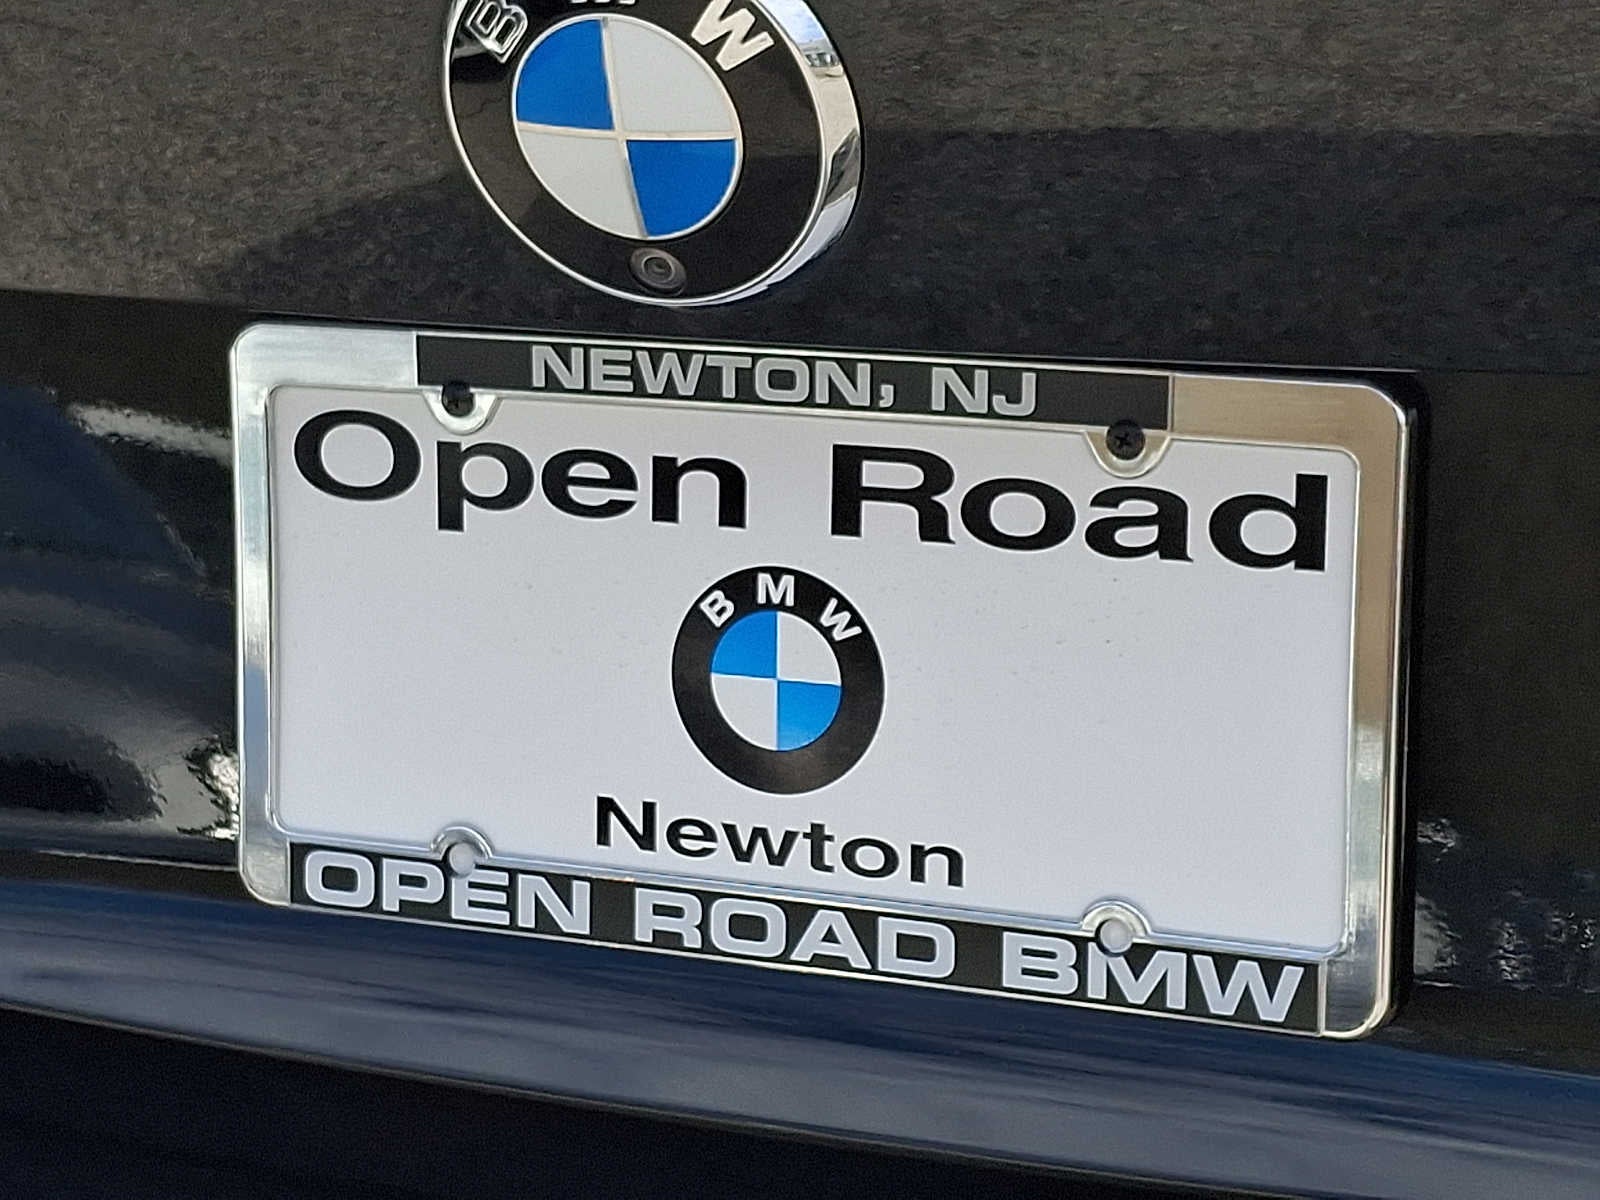 BMW
NEWTON, NJ
Open Road
BMW
Newton
OPEN ROAD BMW